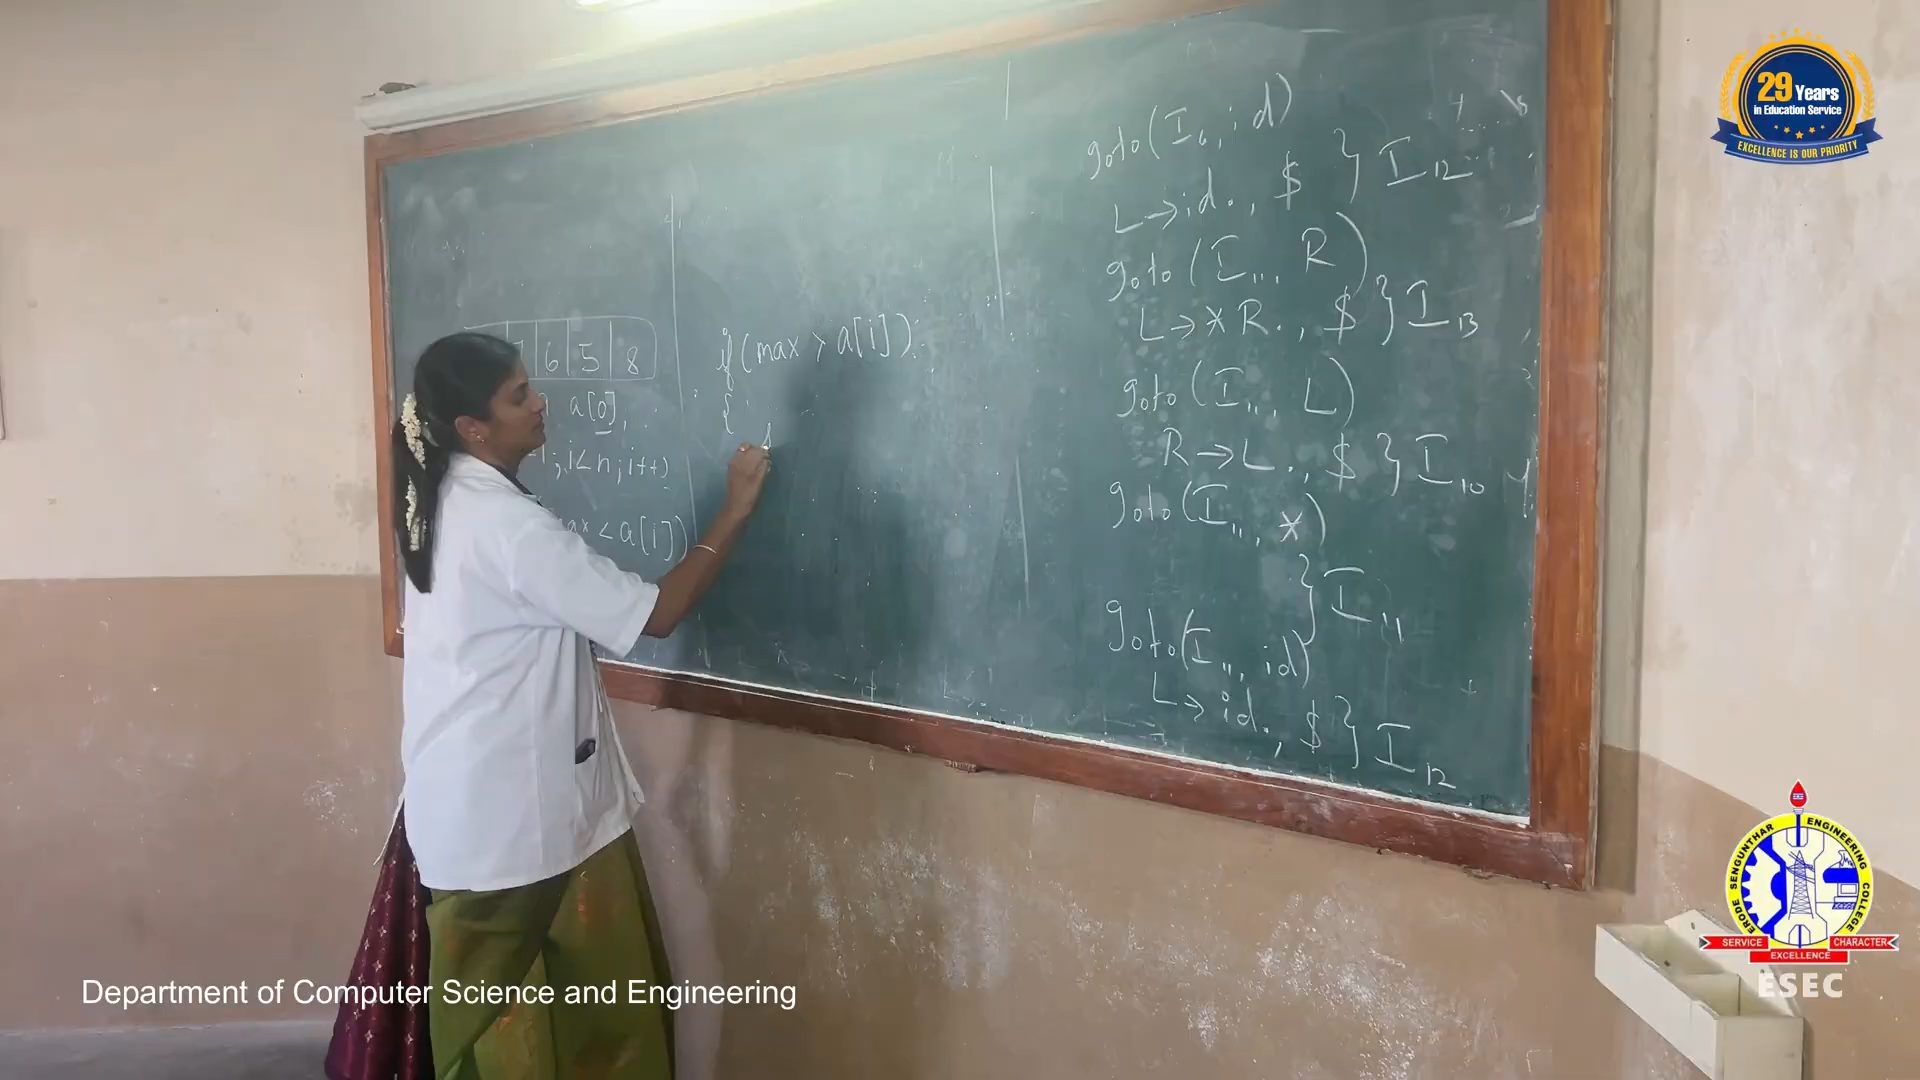 6 5 8
a[0],
;i<n;i++)
<a[i])
if (max > a[i])
{
goto(I6, id)
L→id., $ } I12
goto(I11, R)
L→*R., $ } I13
goto(I11, L)
R→L., $ } I10
goto(I11, *)
} I11
goto(I11, id)
L→id., $ } I12
29 Years
in Education Service
EXCELLENCE IS OUR PRIORITY
ERODE SENGUNTHAR ENGINEERING COLLEGE
SERVICE
CHARACTER
EXCELLENCE
ESEC
Department of Computer Science and Engineering